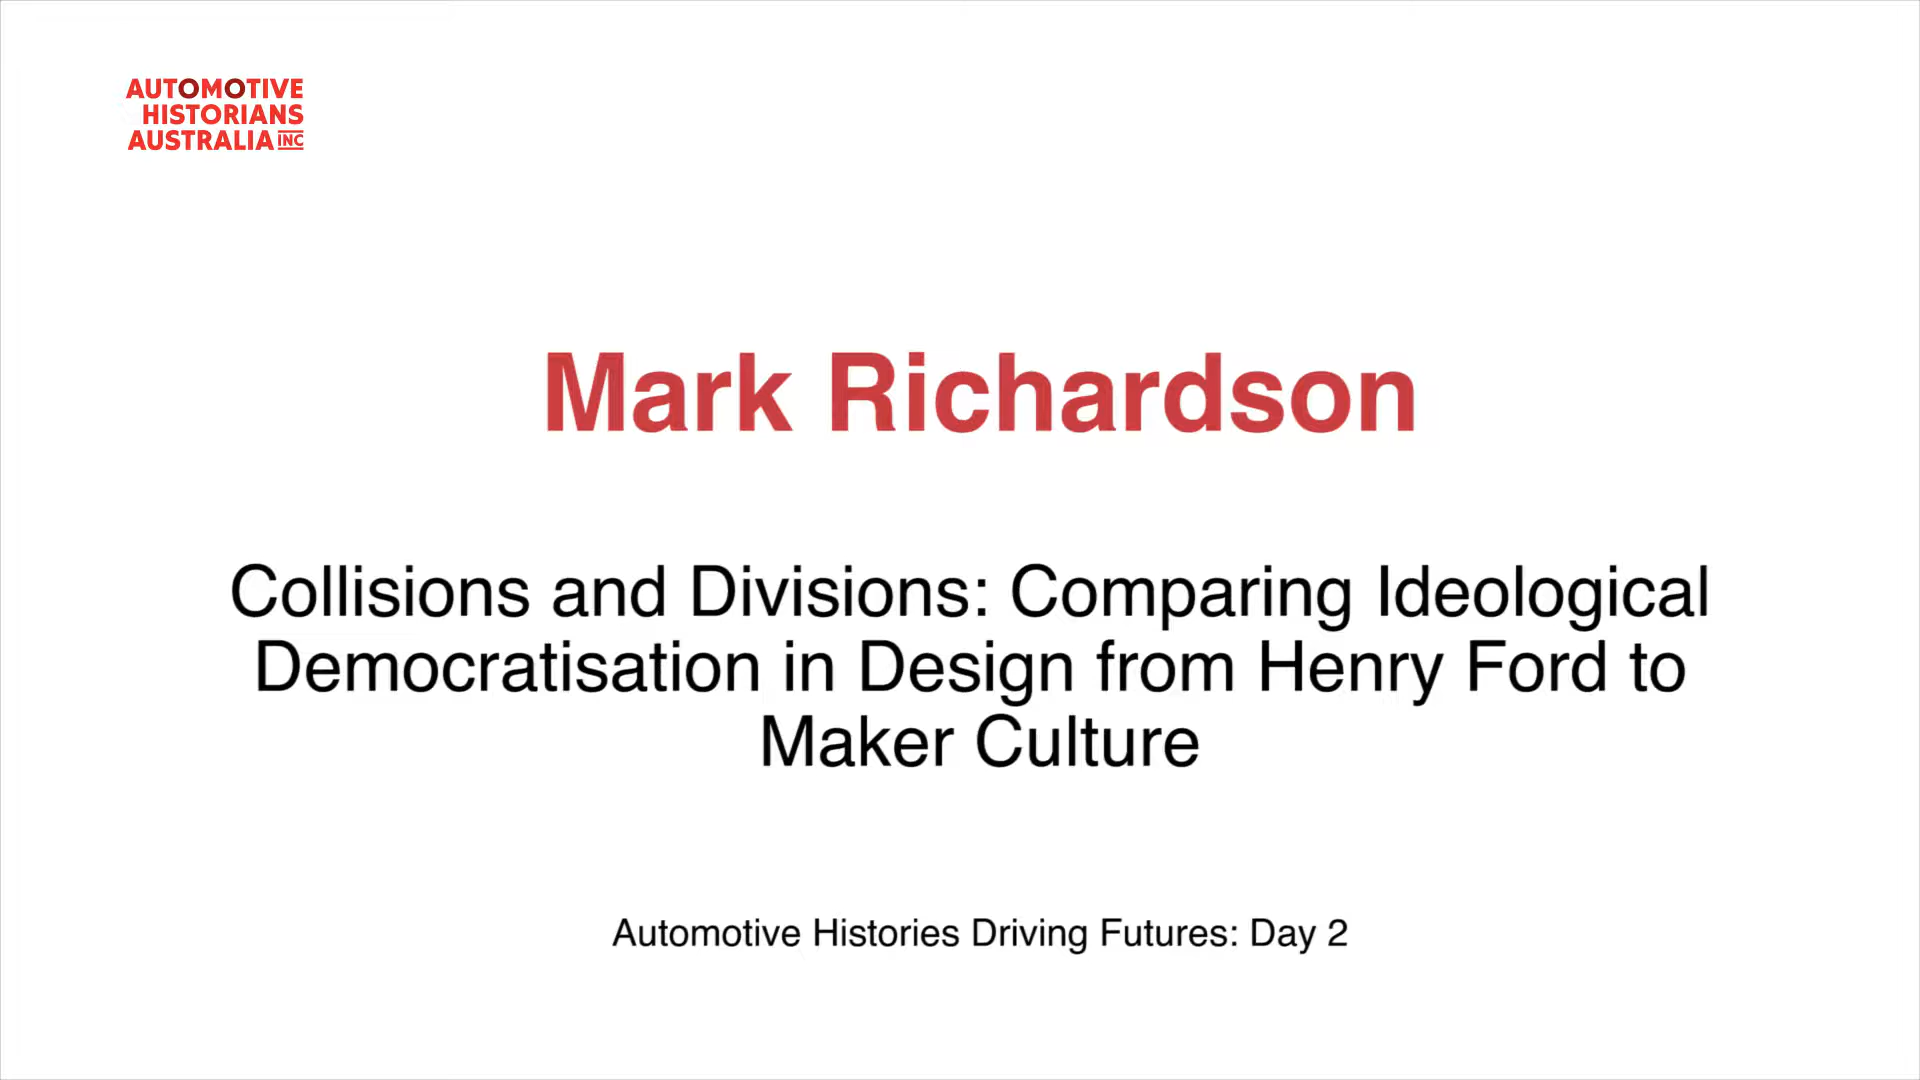 AUTOMOTIVE
HISTORIANS
AUSTRALIA INC
Mark Richardson
Collisions and Divisions: Comparing Ideological
Democratisation in Design from Henry Ford to
Maker Culture
Automotive Histories Driving Futures: Day 2